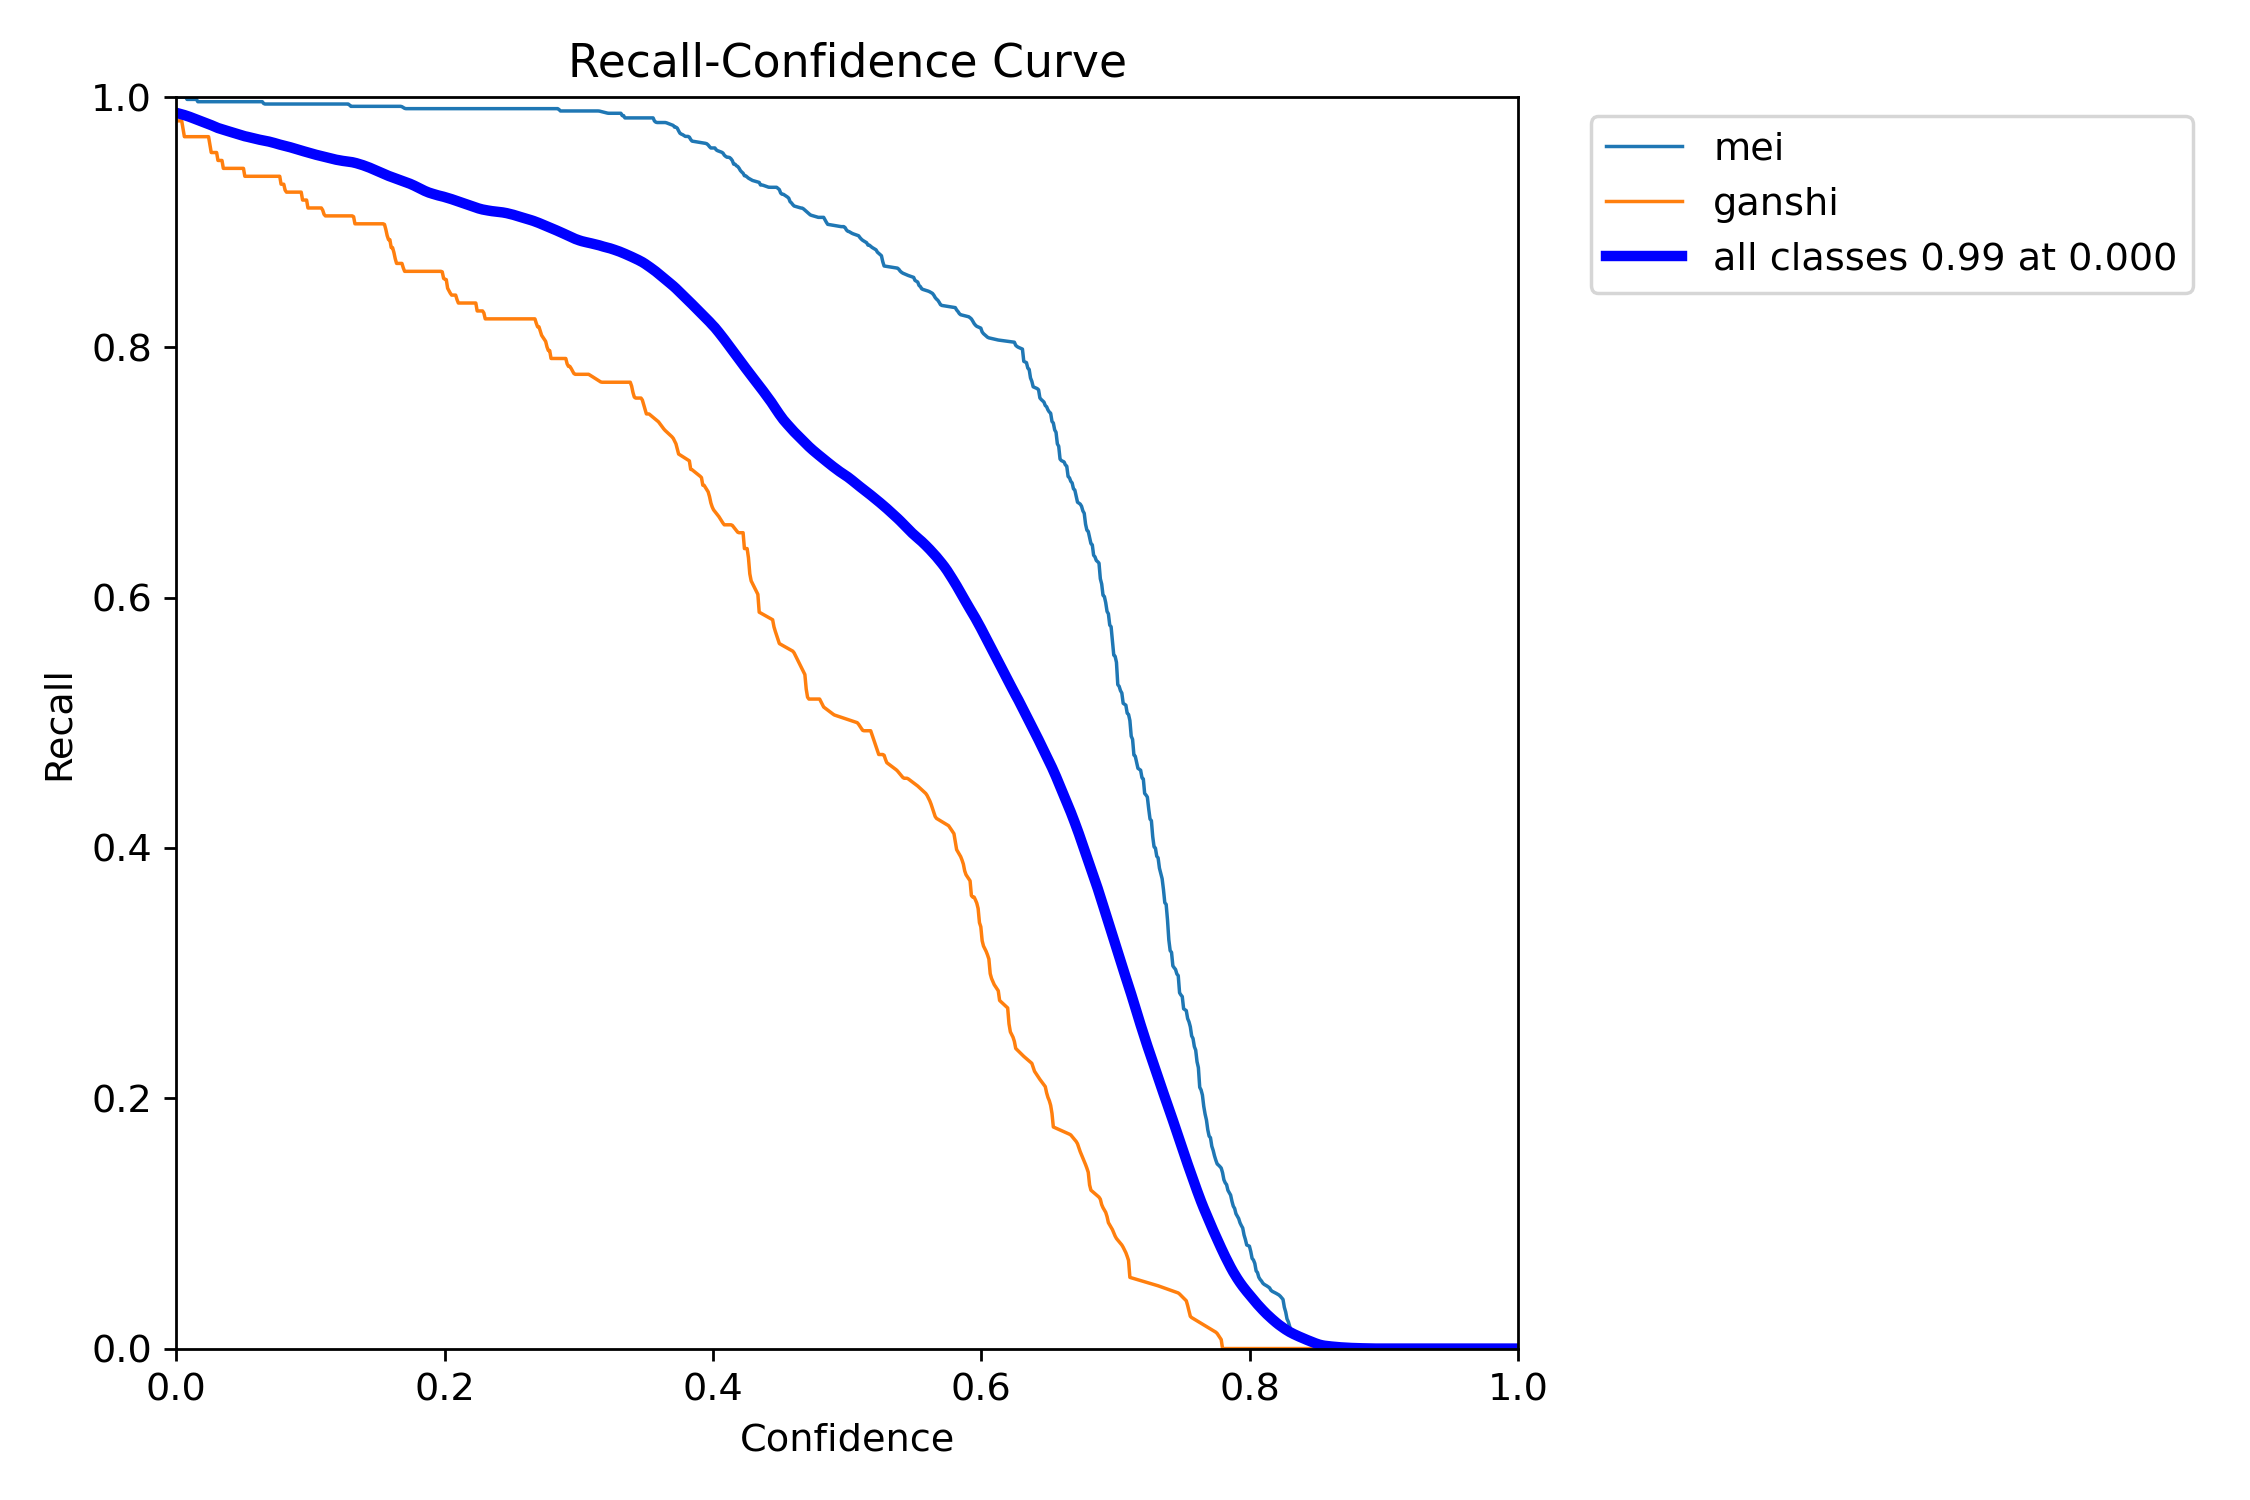 Recall-Confidence Curve
mei
ganshi
all classes 0.99 at 0.000
1.0
0.8
0.6
0.4
0.2
0.0
Recall
0.0 0.2 0.4 0.6 0.8 1.0
Confidence